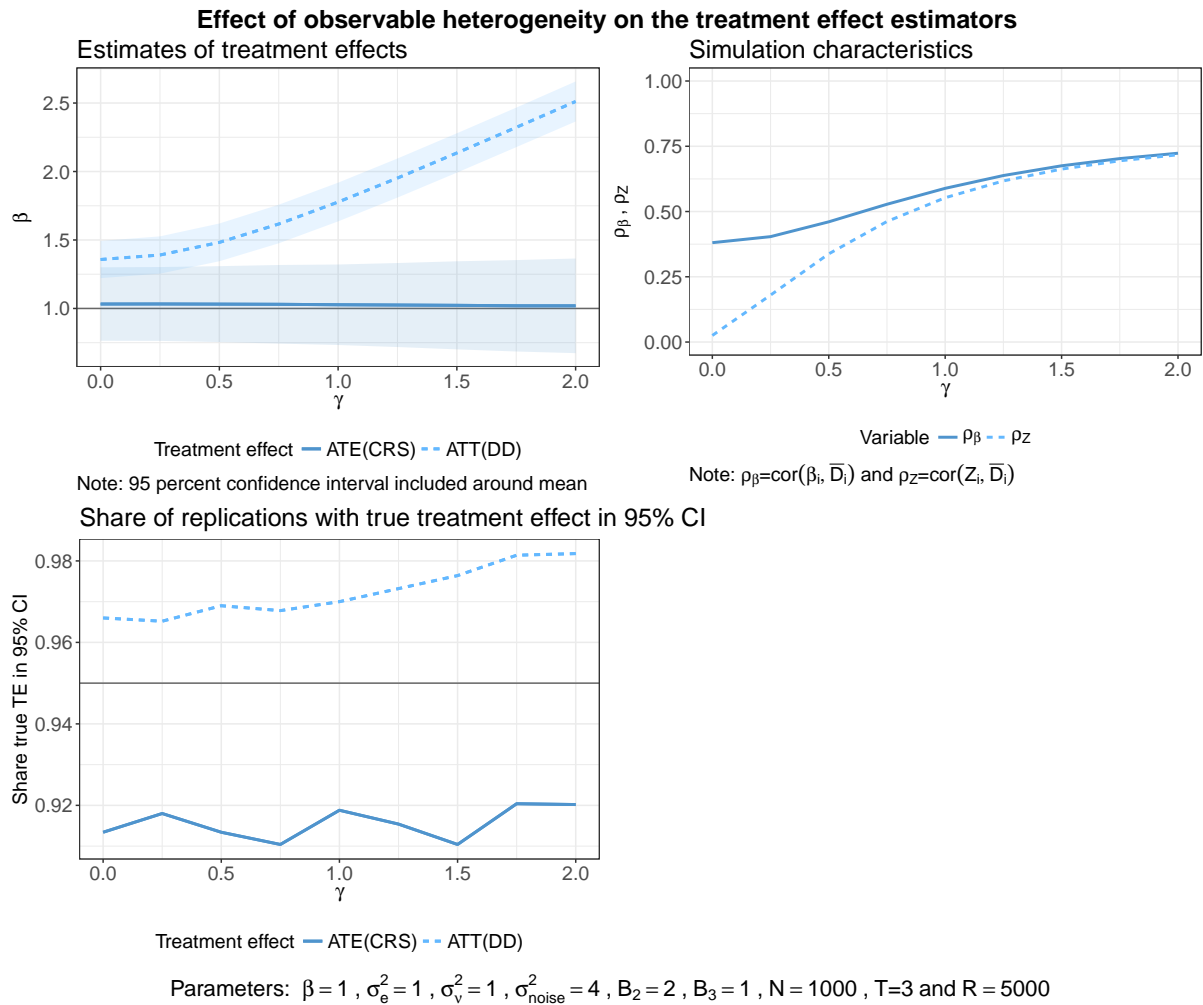 Effect of observable heterogeneity on the treatment effect estimators
Estimates of treatment effects
2.5
2.0
1.5
1.0
β
0.0
0.5
1.0
1.5
2.0
γ
Treatment effect ATE(CRS) ATT(DD)
Note: 95 percent confidence interval included around mean
Simulation characteristics
1.00
0.75
0.50
0.25
0.00
ρβ , ρZ
0.0
0.5
1.0
1.5
2.0
γ
Variable ρβ ρZ
Note: ρβ=cor(βi, D̅i) and ρZ=cor(Zi, D̅i)
Share of replications with true treatment effect in 95% CI
0.98
0.96
0.94
0.92
Share true TE in 95% CI
0.0
0.5
1.0
1.5
2.0
γ
Treatment effect ATE(CRS) ATT(DD)
Parameters: β = 1 , σ²e = 1 , σ²ν = 1 , σ²noise = 4 , B₂ = 2 , B₃ = 1 , N = 1000 , T=3 and R = 5000